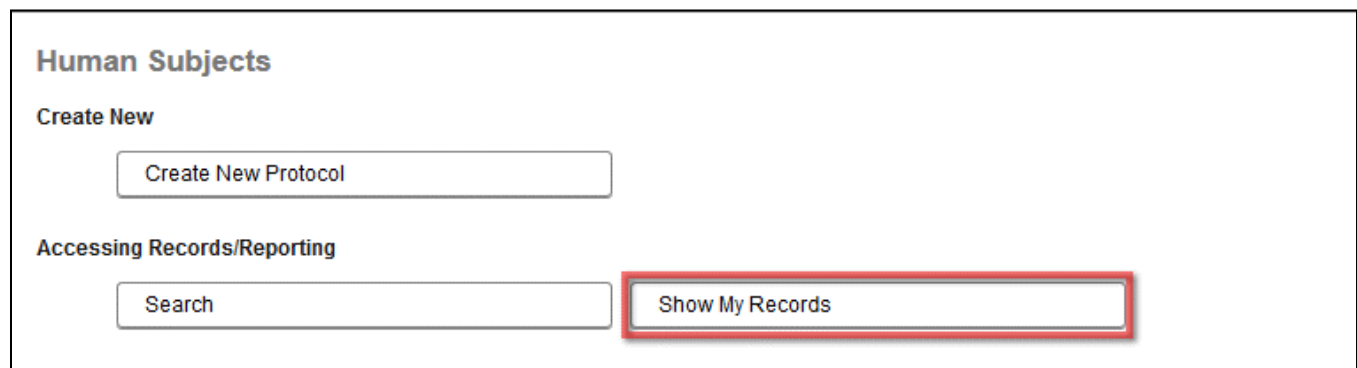 Human Subjects
Create New
Create New Protocol
Accessing Records/Reporting
Search
Show My Records